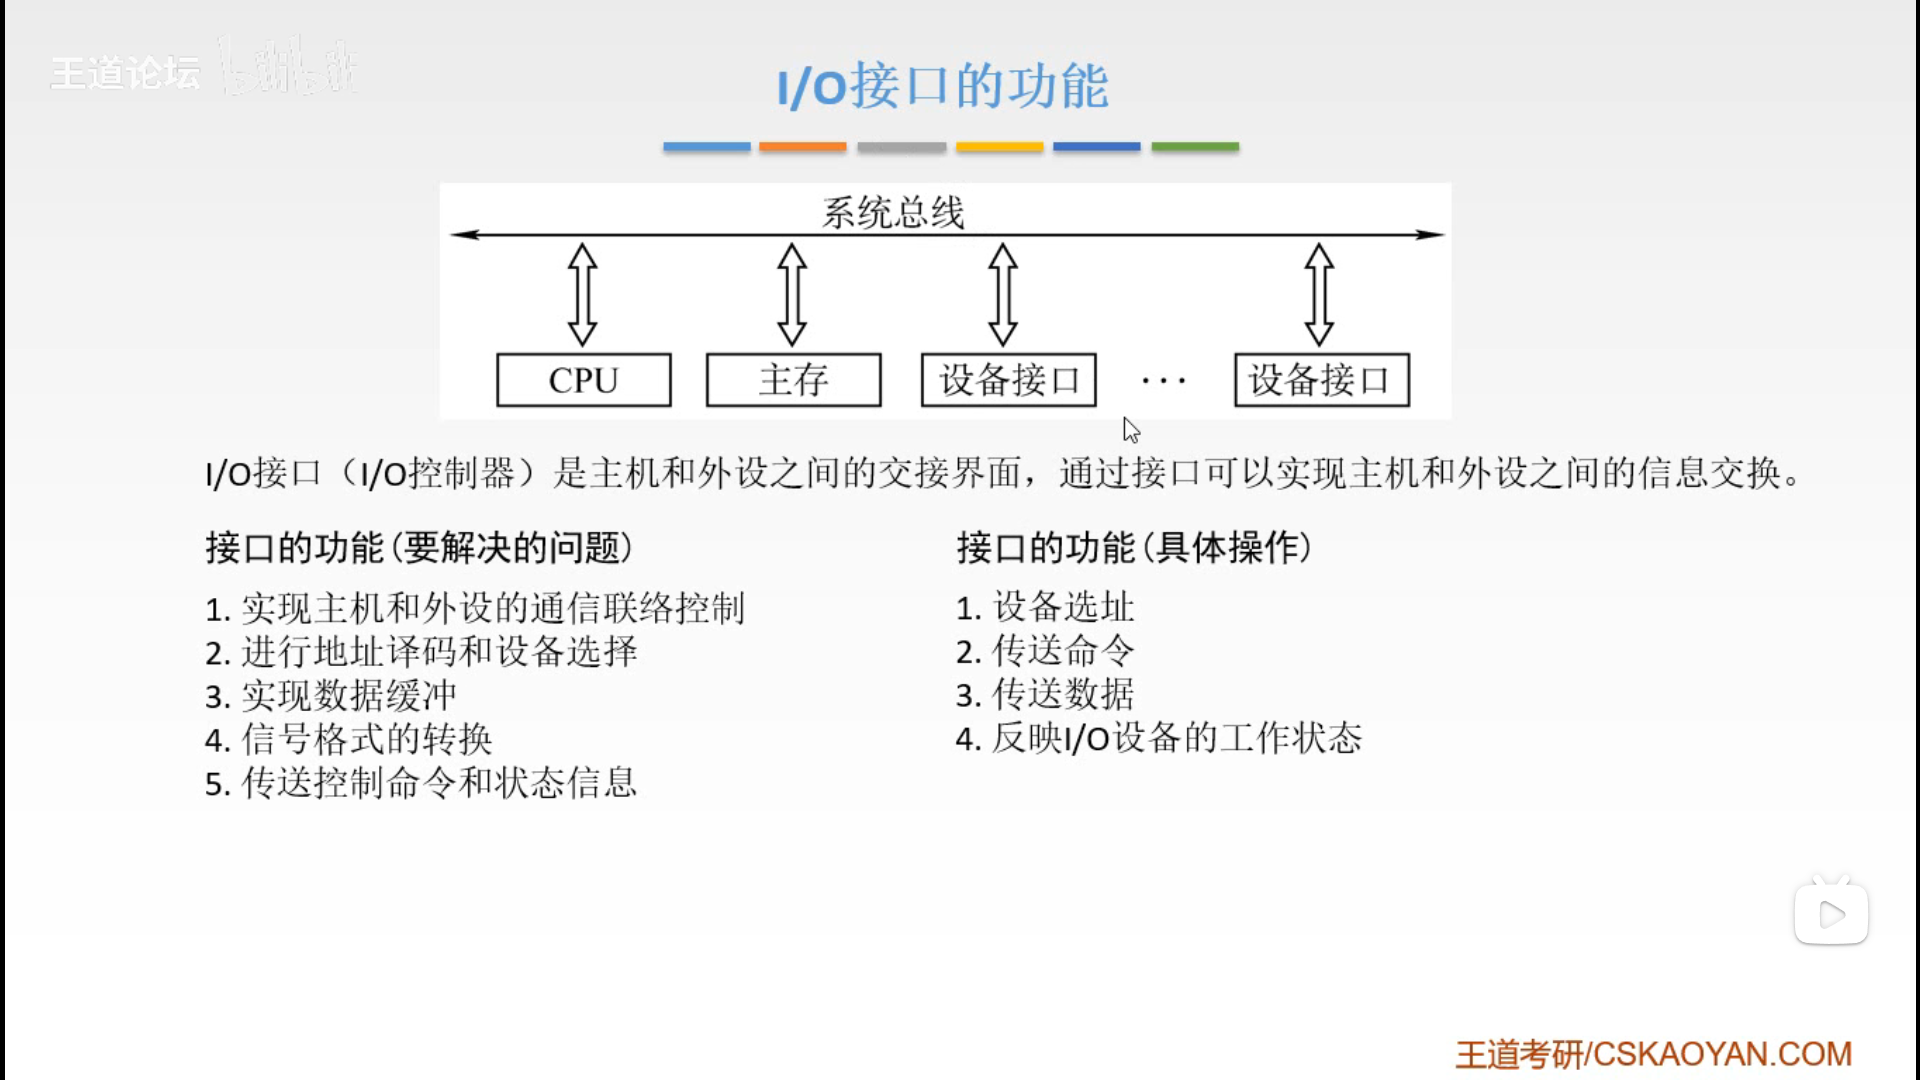 王道论坛 bilibili
I/O接口的功能
系统总线
CPU 主存 设备接口 ··· 设备接口
I/O接口（I/O控制器）是主机和外设之间的交接界面，通过接口可以实现主机和外设之间的信息交换。
接口的功能(要解决的问题)
1. 实现主机和外设的通信联络控制
2. 进行地址译码和设备选择
3. 实现数据缓冲
4. 信号格式的转换
5. 传送控制命令和状态信息
接口的功能(具体操作)
1. 设备选址
2. 传送命令
3. 传送数据
4. 反映I/O设备的工作状态
王道考研/CSKAOYAN.COM